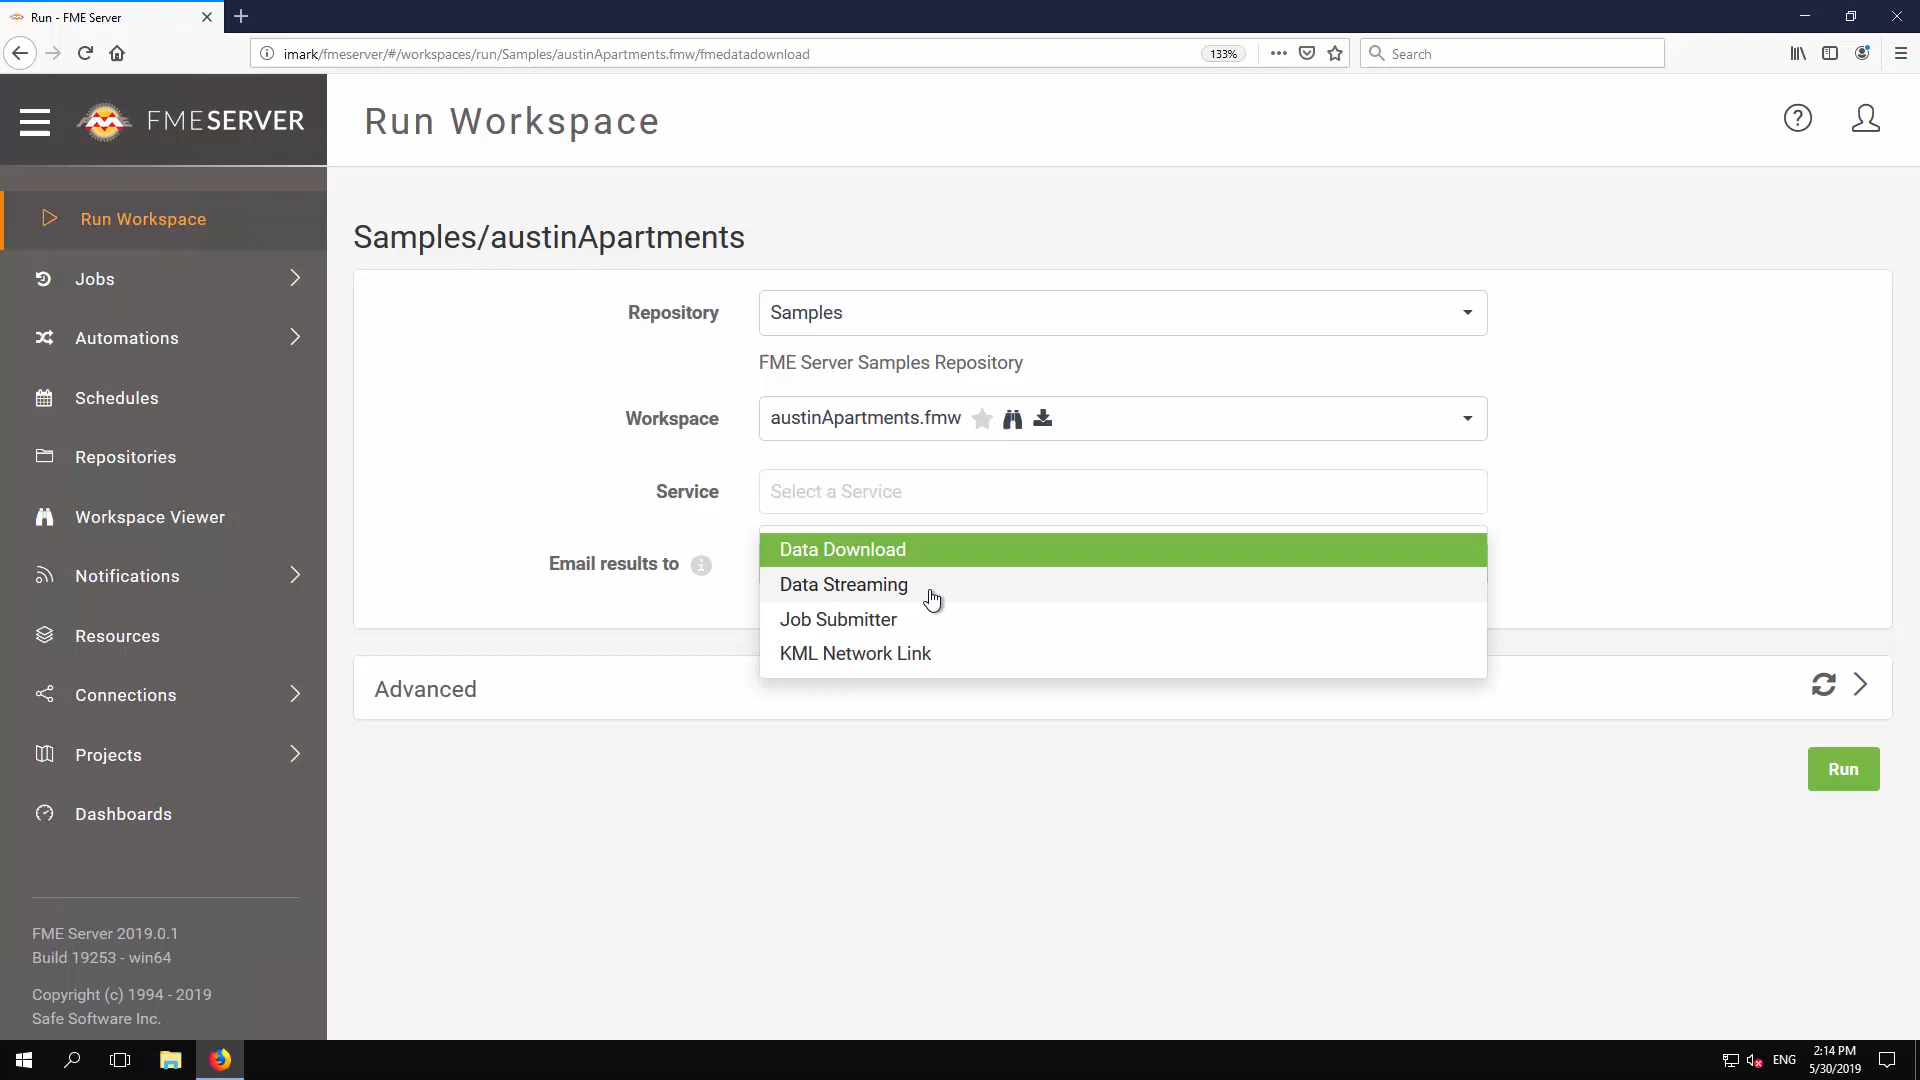 Run - FME Server
imark/fmeserver/#/workspaces/run/Samples/austinApartments.fmw/fmedatadownload
133%
Search
FMESERVER
Run Workspace
?
Run Workspace
Jobs
Automations
Schedules
Repositories
Workspace Viewer
Notifications
Resources
Connections
Projects
Dashboards
FME Server 2019.0.1
Build 19253 - win64
Copyright (c) 1994 - 2019
Safe Software Inc.
Samples/austinApartments
Repository
Samples
FME Server Samples Repository
Workspace
austinApartments.fmw
Service
Select a Service
Email results to
Data Download
Data Streaming
Job Submitter
KML Network Link
Advanced
Run
ENG
2:14 PM
5/30/2019